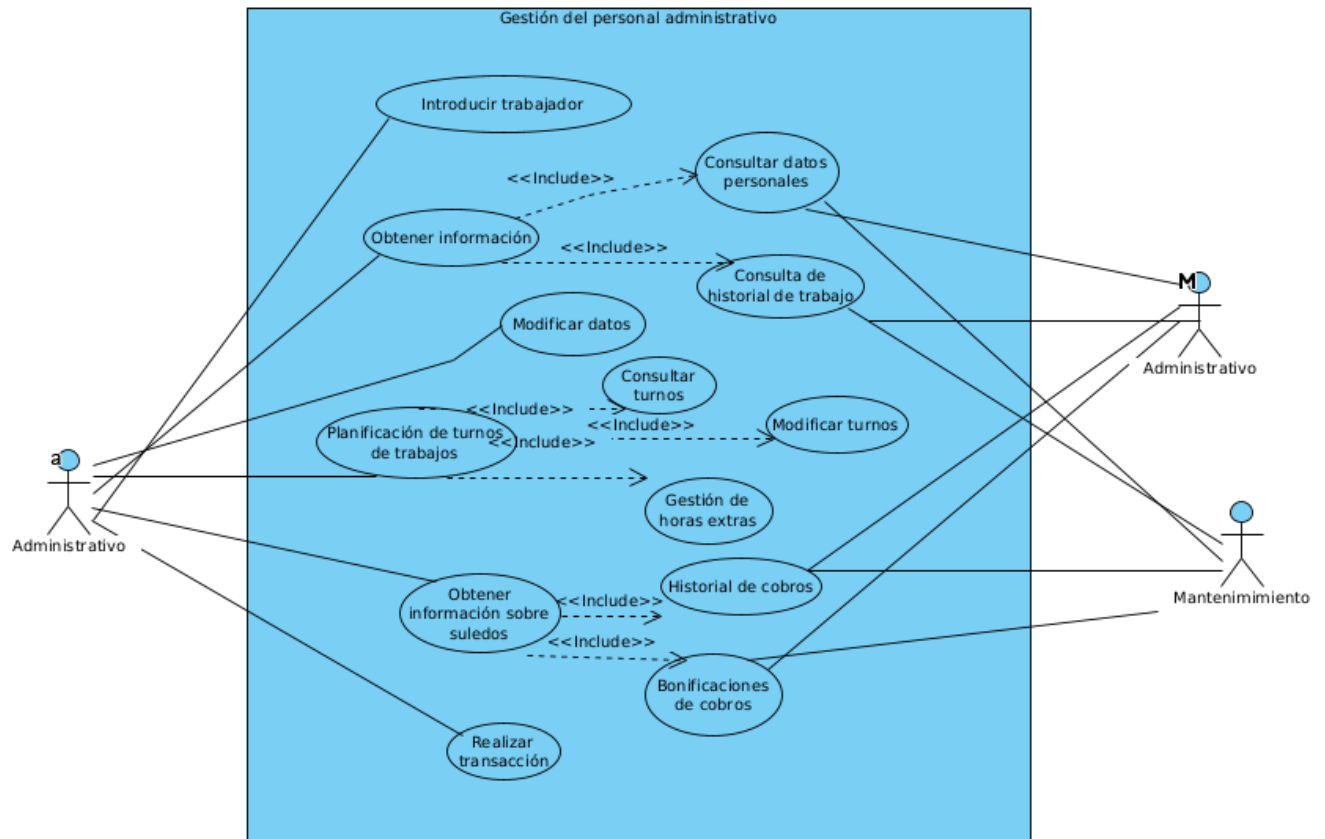 Gestión del personal administrativo
Introducir trabajador
Consultar datos
personales
<<Include>>
Obtener información
<<Include>>
Consulta de
historial de trabajo
M
Administrativo
Modificar datos
Consultar
turnos
<<Include>>
<<Include>>
Modificar turnos
Planificación de turnos
de trabajos
<<Include>>
a
Administrativo
Gestión de
horas extras
Historial de cobros
Obtener
información sobre
suledos
<<Include>>
<<Include>>
Mantenimimiento
Bonificaciones
de cobros
Realizar
transacción